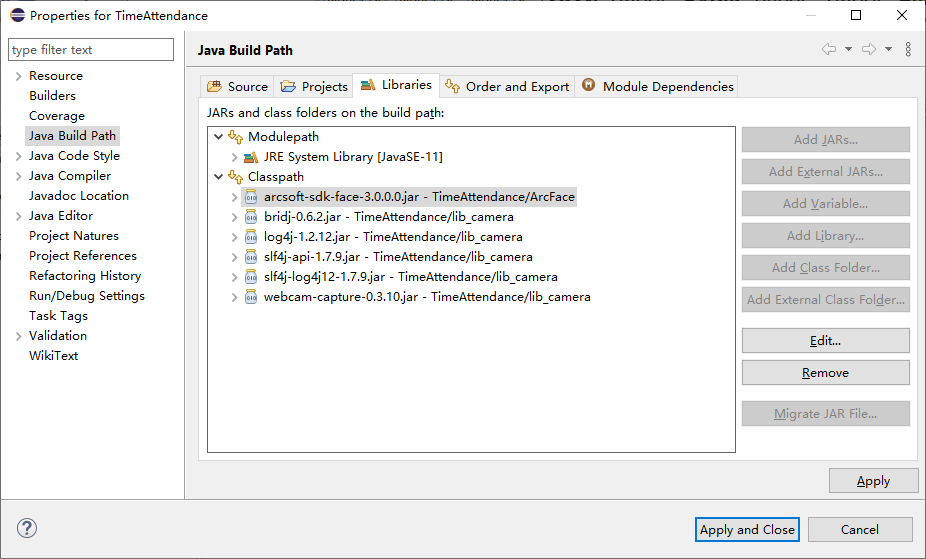 Properties for TimeAttendance
type filter text
Resource
Builders
Coverage
Java Build Path
Java Code Style
Java Compiler
Javadoc Location
Java Editor
Project Natures
Project References
Refactoring History
Run/Debug Settings
Task Tags
Validation
WikiText
Java Build Path
Source Projects Libraries Order and Export Module Dependencies
JARs and class folders on the build path:
Modulepath
JRE System Library [JavaSE-11]
Classpath
arcsoft-sdk-face-3.0.0.0.jar - TimeAttendance/ArcFace
bridj-0.6.2.jar - TimeAttendance/lib_camera
log4j-1.2.12.jar - TimeAttendance/lib_camera
slf4j-api-1.7.9.jar - TimeAttendance/lib_camera
slf4j-log4j12-1.7.9.jar - TimeAttendance/lib_camera
webcam-capture-0.3.10.jar - TimeAttendance/lib_camera
Add JARs...
Add External JARs...
Add Variable...
Add Library...
Add Class Folder...
Add External Class Folder...
Edit...
Remove
Migrate JAR File...
Apply
Apply and Close
Cancel